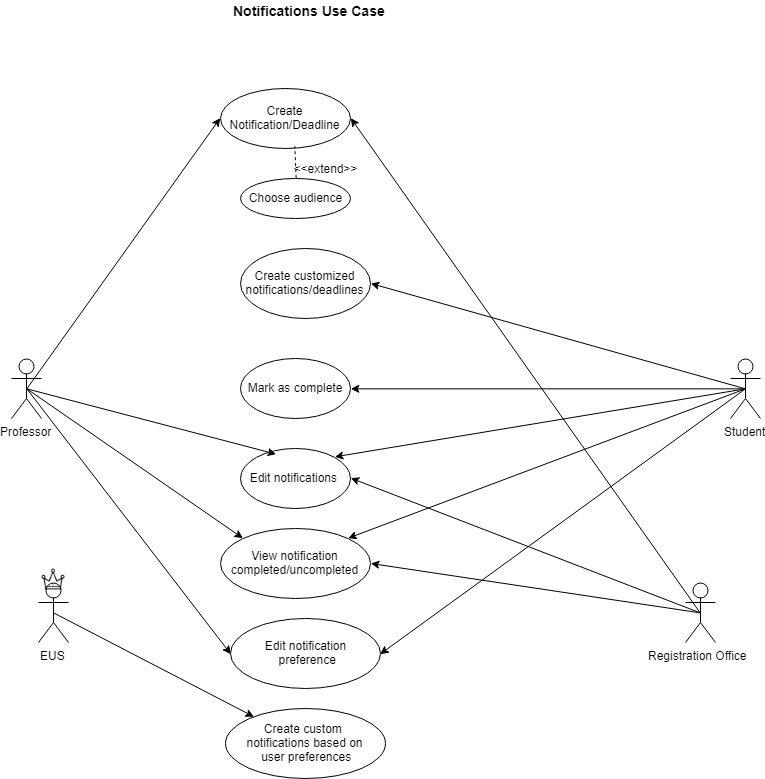 Notifications Use Case
Create
Notification/Deadline
<<extend>>
Choose audience
Create customized
notifications/deadlines
Mark as complete
Professor
Student
Edit notifications
View notification
completed/uncompleted
EUS
Registration Office
Edit notification
preference
Create custom
notifications based on
user preferences